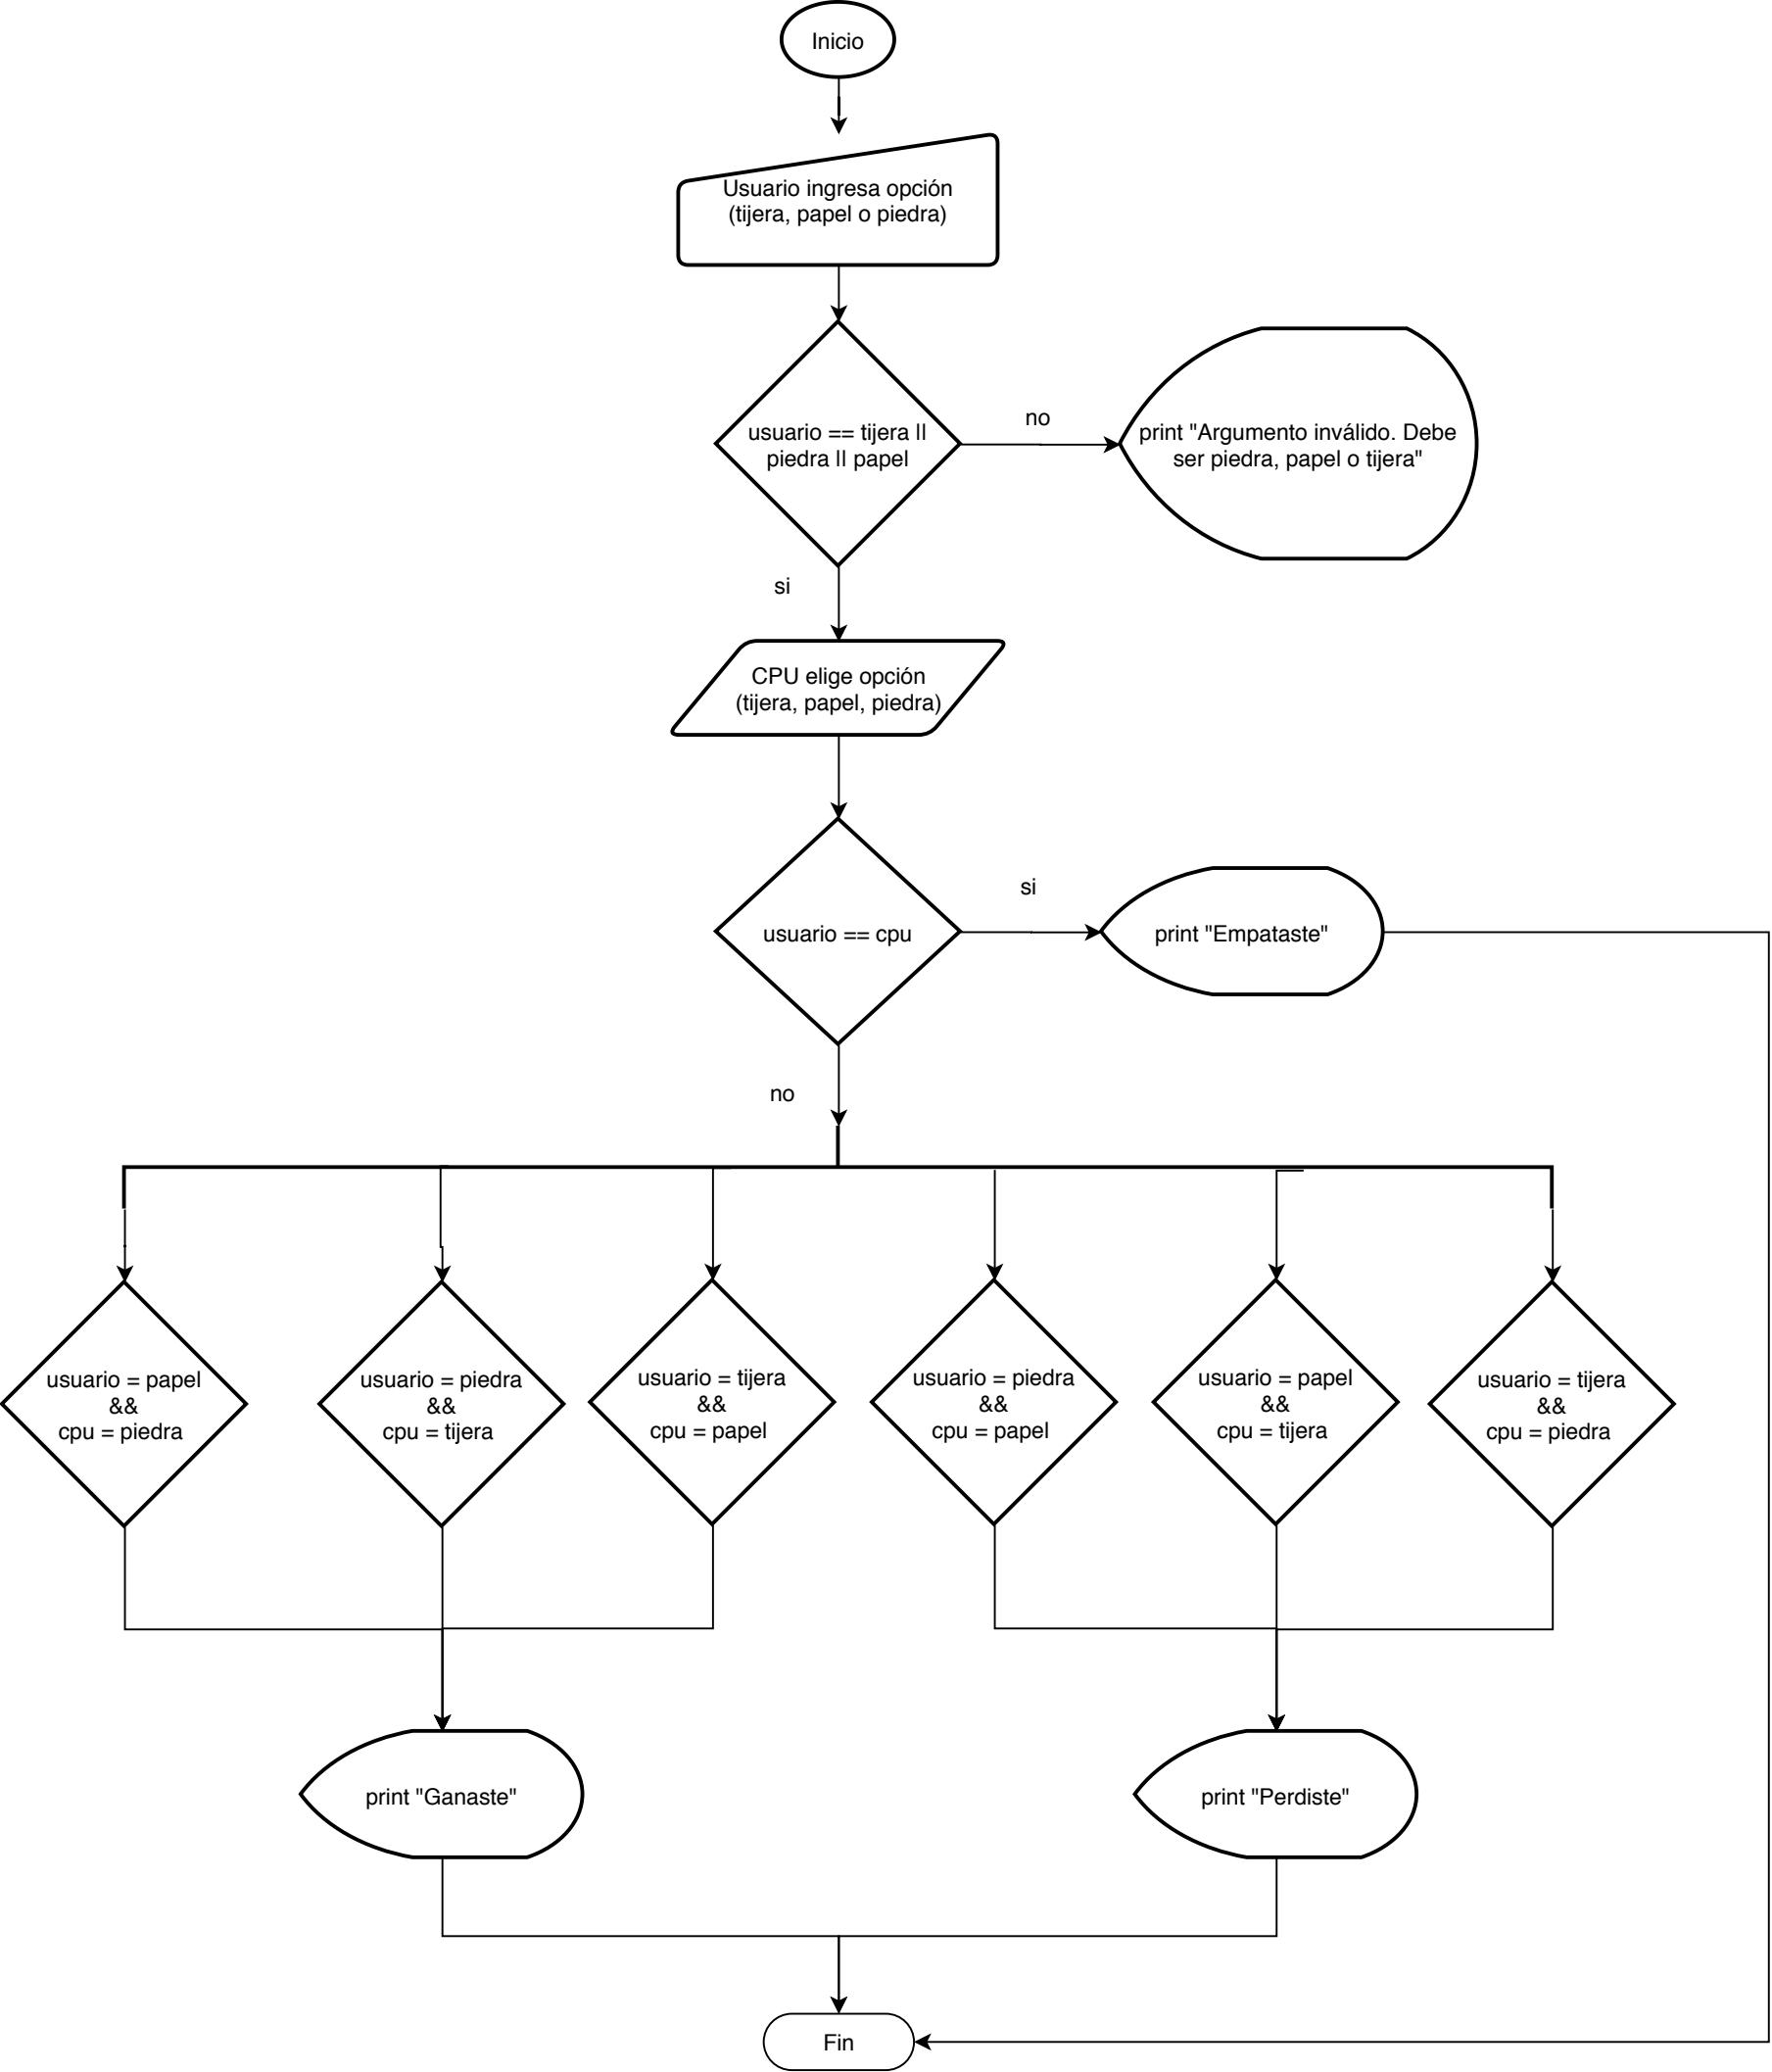 Inicio
Usuario ingresa opción
(tijera, papel o piedra)
usuario == tijera ||
piedra || papel
no
print "Argumento inválido. Debe
ser piedra, papel o tijera"
si
CPU elige opción
(tijera, papel, piedra)
usuario == cpu
si
print "Empataste"
no
usuario = papel
&&
cpu = piedra
usuario = piedra
&&
cpu = tijera
usuario = tijera
&&
cpu = papel
usuario = piedra
&&
cpu = papel
usuario = papel
&&
cpu = tijera
usuario = tijera
&&
cpu = piedra
print "Ganaste"
print "Perdiste"
Fin